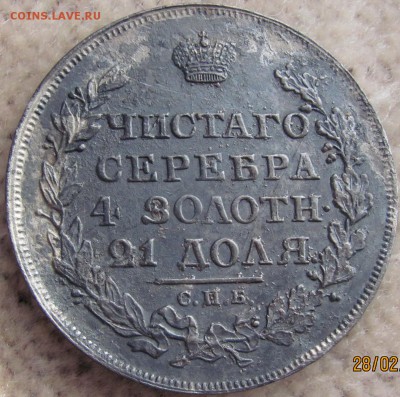 COINS.LAVE.RU
ЧИСТАГО
СЕРЕБРА
4 ЗОЛОТН.
21 ДОЛЯ.
С.П.Б.
28/02